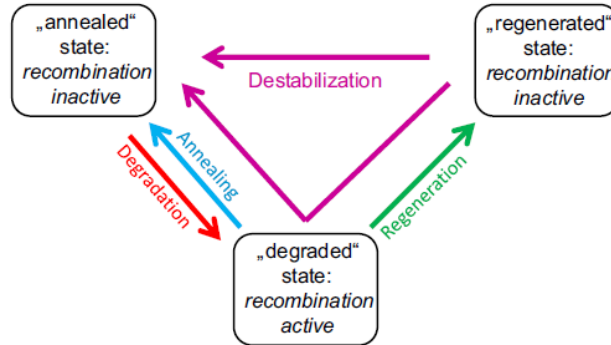 „annealed“
state:
recombination
inactive
„regenerated“
state:
recombination
inactive
Destabilization
Annealing
Degradation
Regeneration
„degraded“
state:
recombination
active